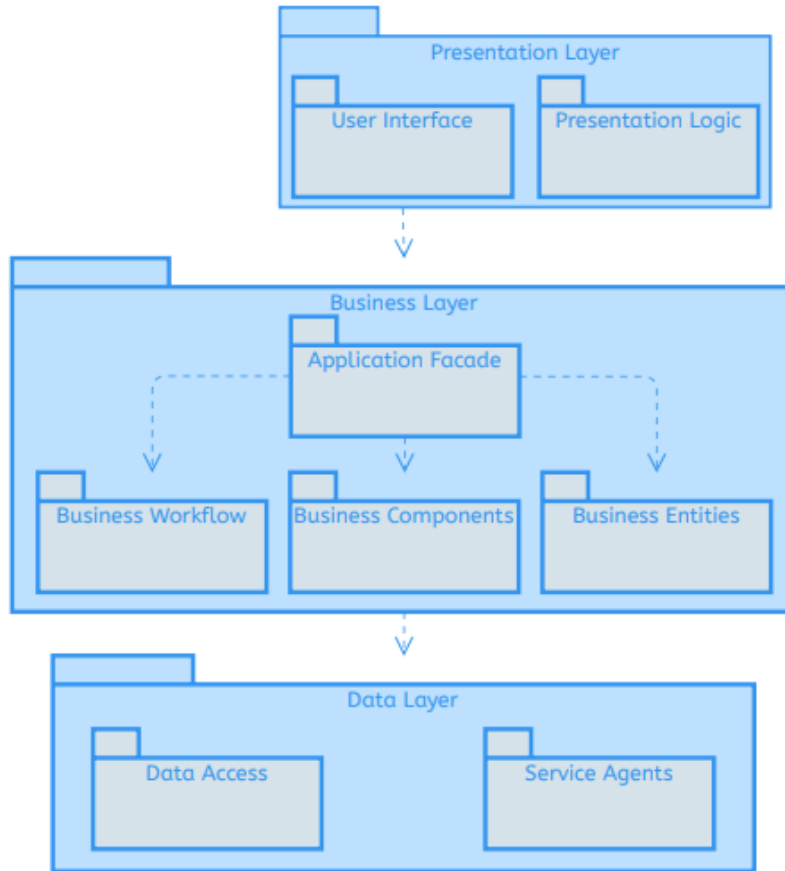 Presentation Layer
User Interface
Presentation Logic
Business Layer
Application Facade
Business Workflow
Business Components
Business Entities
Data Layer
Data Access
Service Agents